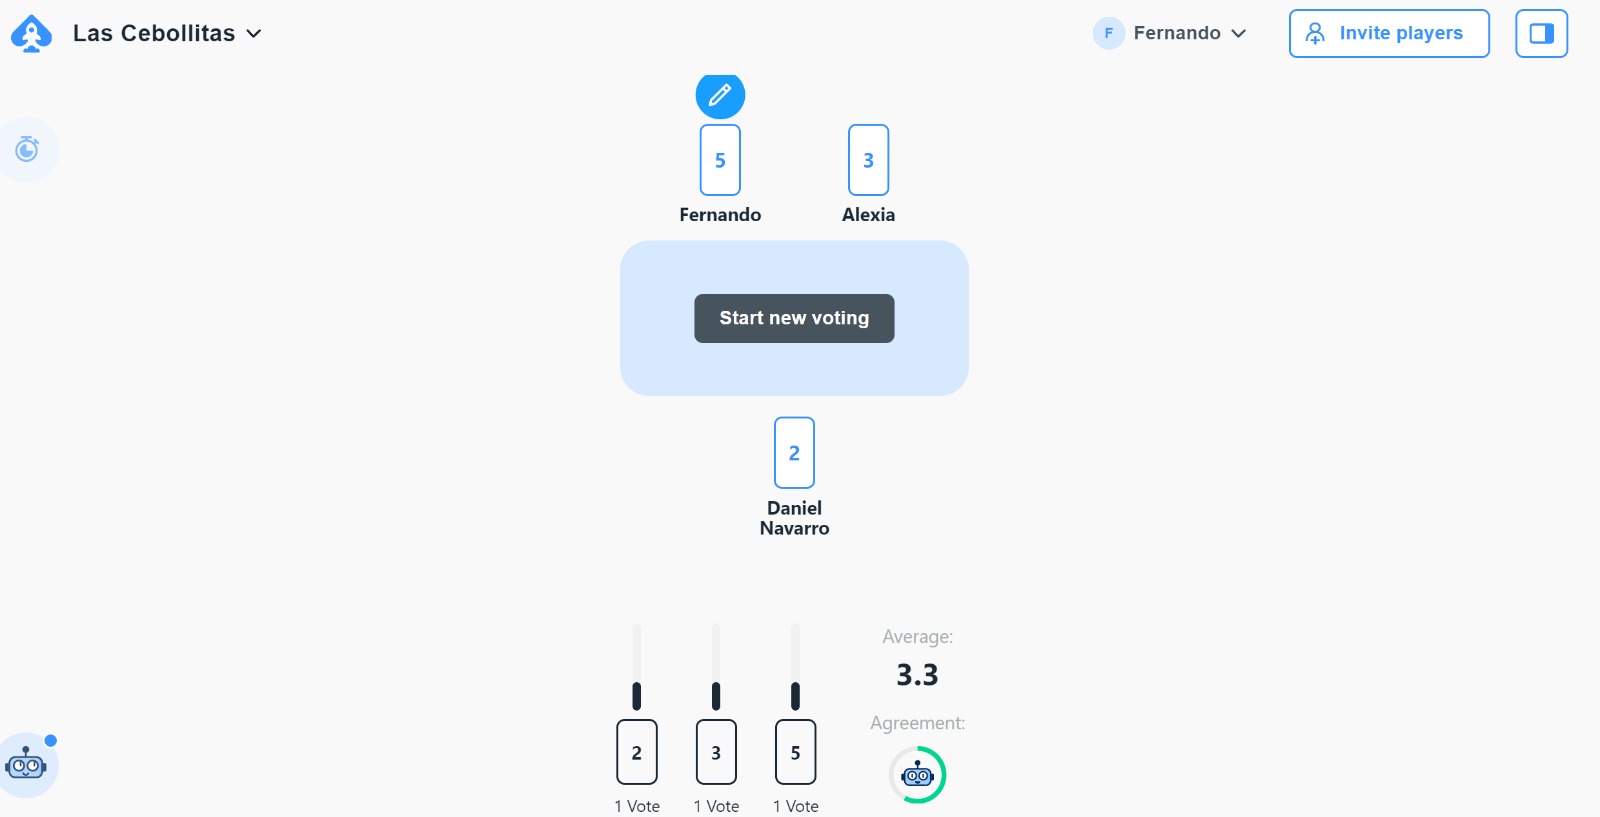 Las Cebollitas
F Fernando
Invite players
5
3
Fernando
Alexia
Start new voting
2
Daniel
Navarro
Average:
3.3
Agreement:
2
3
5
1 Vote
1 Vote
1 Vote